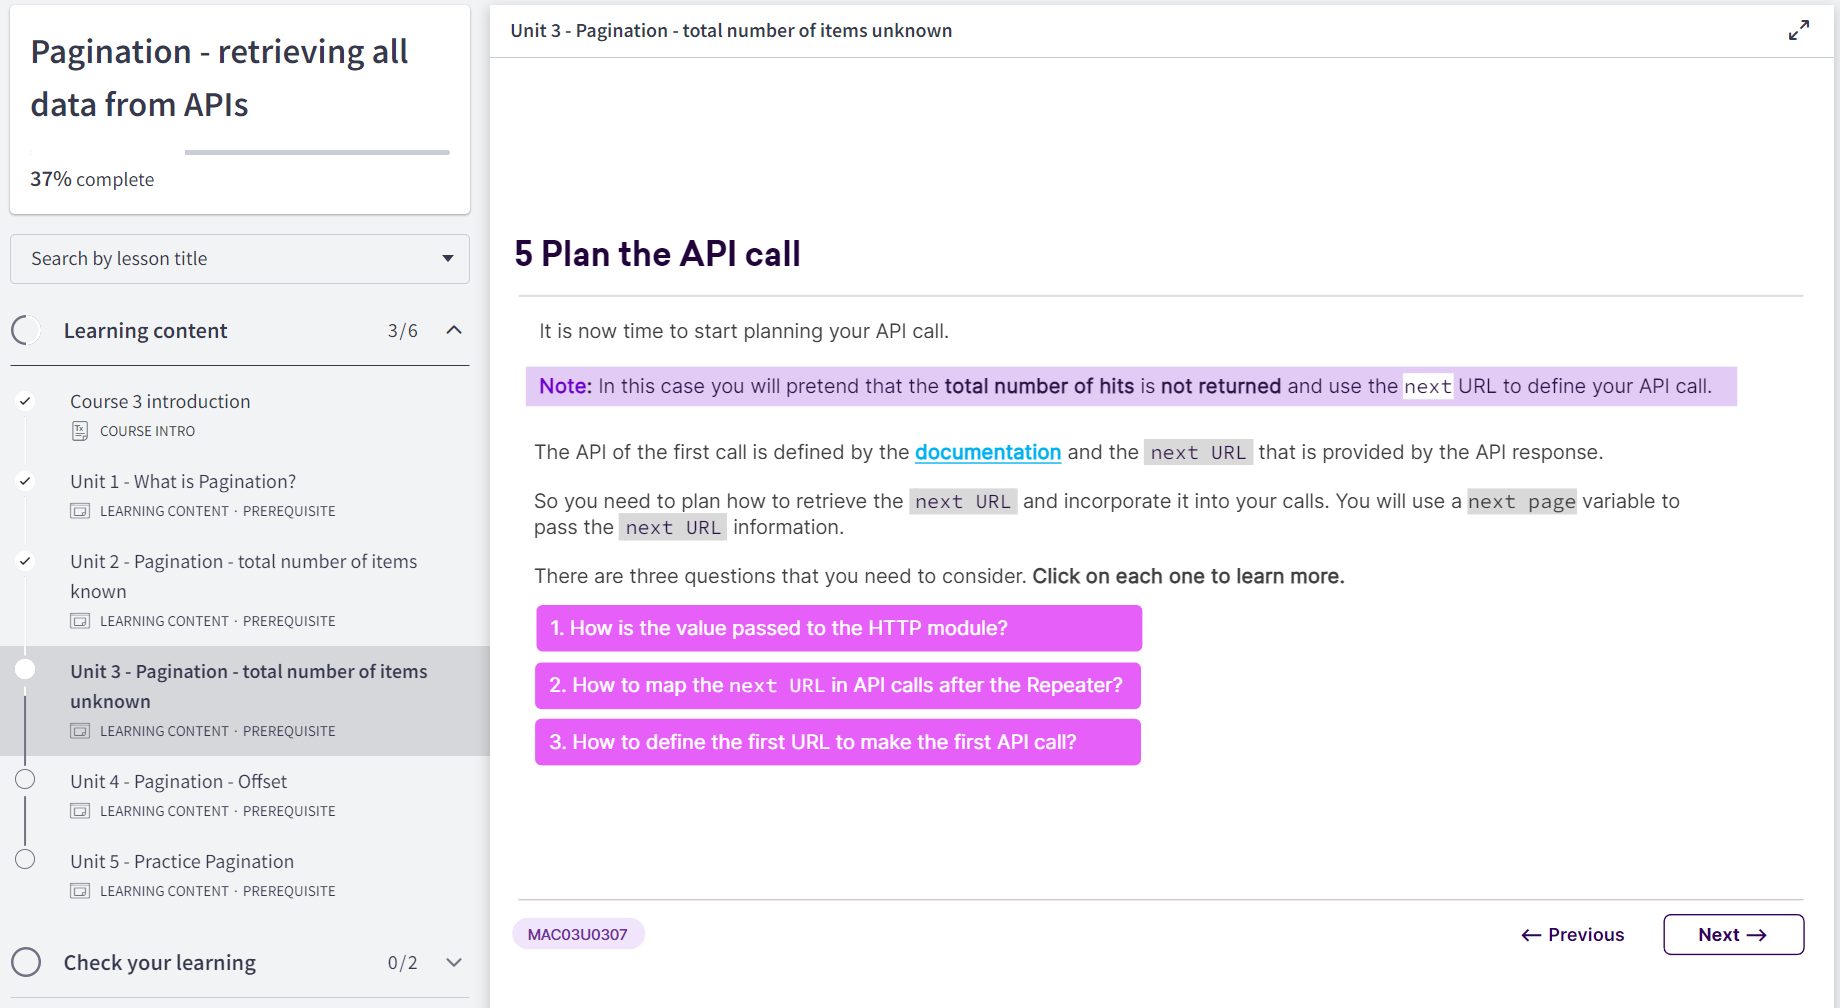 Pagination - retrieving all
data from APIs
37% complete
Search by lesson title
Learning content 3/6
Course 3 introduction
COURSE INTRO
Unit 1 - What is Pagination?
LEARNING CONTENT · PREREQUISITE
Unit 2 - Pagination - total number of items
known
LEARNING CONTENT · PREREQUISITE
Unit 3 - Pagination - total number of items
unknown
LEARNING CONTENT · PREREQUISITE
Unit 4 - Pagination - Offset
LEARNING CONTENT · PREREQUISITE
Unit 5 - Practice Pagination
LEARNING CONTENT · PREREQUISITE
Check your learning 0/2
Unit 3 - Pagination - total number of items unknown
5 Plan the API call
It is now time to start planning your API call.
Note: In this case you will pretend that the total number of hits is not returned and use the next URL to define your API call.
The API of the first call is defined by the documentation and the next URL that is provided by the API response.
So you need to plan how to retrieve the next URL and incorporate it into your calls. You will use a next page variable to
pass the next URL information.
There are three questions that you need to consider. Click on each one to learn more.
1. How is the value passed to the HTTP module?
2. How to map the next URL in API calls after the Repeater?
3. How to define the first URL to make the first API call?
MAC03U0307
← Previous
Next →